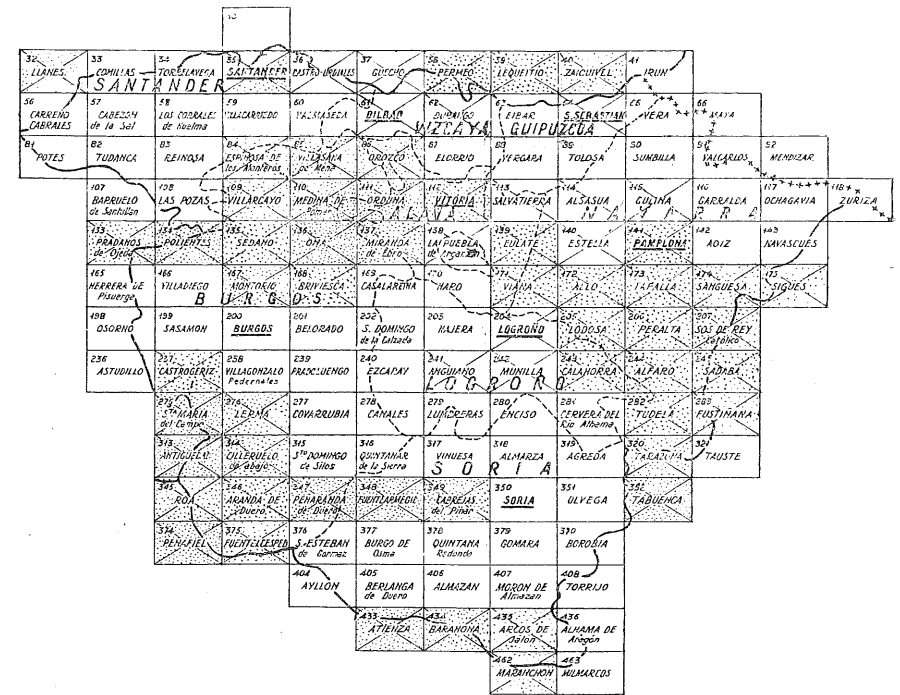 32 33 34 35 36 37 38 39 40 41
LLANES COMILLAS TORRELAVEGA SANTANDER CASTRO-URDIALES GUECHO BERMEO LEQUEITIO ZALQUIVEL IRUN
SANTANDER
56 57 58 59 60 61 62 63 64 65 66
CARREÑO CABEZON LOS CORRALES VILLACARRIEDO VALMASEDA BILBAO DURANGO EIBAR S.SEBASTIAN VERA MAYA
CABRALES de la Sal de Buelna
VIZCAYA GUIPUZCOA
81 82 83 84 85 86 87 88 89 90 91 92
POTES TUDANCA REINOSA ESPINOSA DE VILLASANA OROZCO ELORRIO VERGARA TOLOSA SUMBILLA VALCARLOS MENDIZAR
los Monteros de Mena
107 108 109 110 111 112 113 114 115 116 117 118
BARRUELO LAS POZAS VILLARCAYO MEDINA DE ORDUÑA VITORIA SALVATIERRA ALSASUA GULINA GARRALDA OCHAGAVIA ZURIZA
de Santullan Pomar
ALAVA NAVARRA
133 134 135 136 137 138 139 140 141 142 143
PRADANOS POLIENTES SEDANO OÑA MIRANDA LA PUEBLA EULATE ESTELLA PAMPLONA AOIZ NAVASCUES
de Ojeda de Ebro de Arganzon
165 166 167 168 169 170 171 172 173 174 175
HERRERA DE VILLADIEGO MONTORIO BRIVIESCA CASALAREINA HARO VIANA ALLO TAFALLA SANGUESA SIGUES
Pisuerga
BURGOS
198 199 200 201 202 203 204 205 206 207
OSORNO SASAMON BURGOS BELORADO S. DOMINGO NAJERA LOGROÑO LODOSA PERALTA SOS DE REY
de la Calzada Católico
236 237 238 239 240 241 242 243 244 245
ASTUDILLO CASTROGERIZ VILLAGONZALO PRADOLUENGO EZCARAY ANGUIANO MUNILLA CALAHORRA ALFARO SADABA
Pedernales
LOGROÑO
275 276 277 278 279 280 281 282 283
Sta MARIA LERMA COVARRUBIA CANALES LUMBRERAS ENCISO CERVERA DEL TUDELA FUSTIÑANA
del Campo Río Alhama
313 314 315 316 317 318 319 320 321
ANTIGUEDAD CILLERUELO Sto DOMINGO QUINTANAR VINUESA ALMARZA AGREDA TARAZONA TAUSTE
de abajo de Silos de la Sierra
SORIA
345 346 347 348 349 350 351 352
ROA ARANDA DE PEÑARANDA FUENTEARMEGIL CABREJAS SORIA OLVEGA TABUENCA
Duero de Duero del Pinar
374 375 376 377 378 379 380
PEÑAFIEL FUENTELCESPED S. ESTEBAN BURGO DE QUINTANA GOMARA BOROBIA
de Gormaz Osma Redonda
404 405 406 407 408
AYLLON BERLANGA ALMAZAN MORON DE TORRIJO
de Duero Almazan
433 434 435 436
ATIENZA BARAHONA ARCOS DE ALHAMA DE
Jalon Aragón
462 463
MARANCHON MILMARCOS